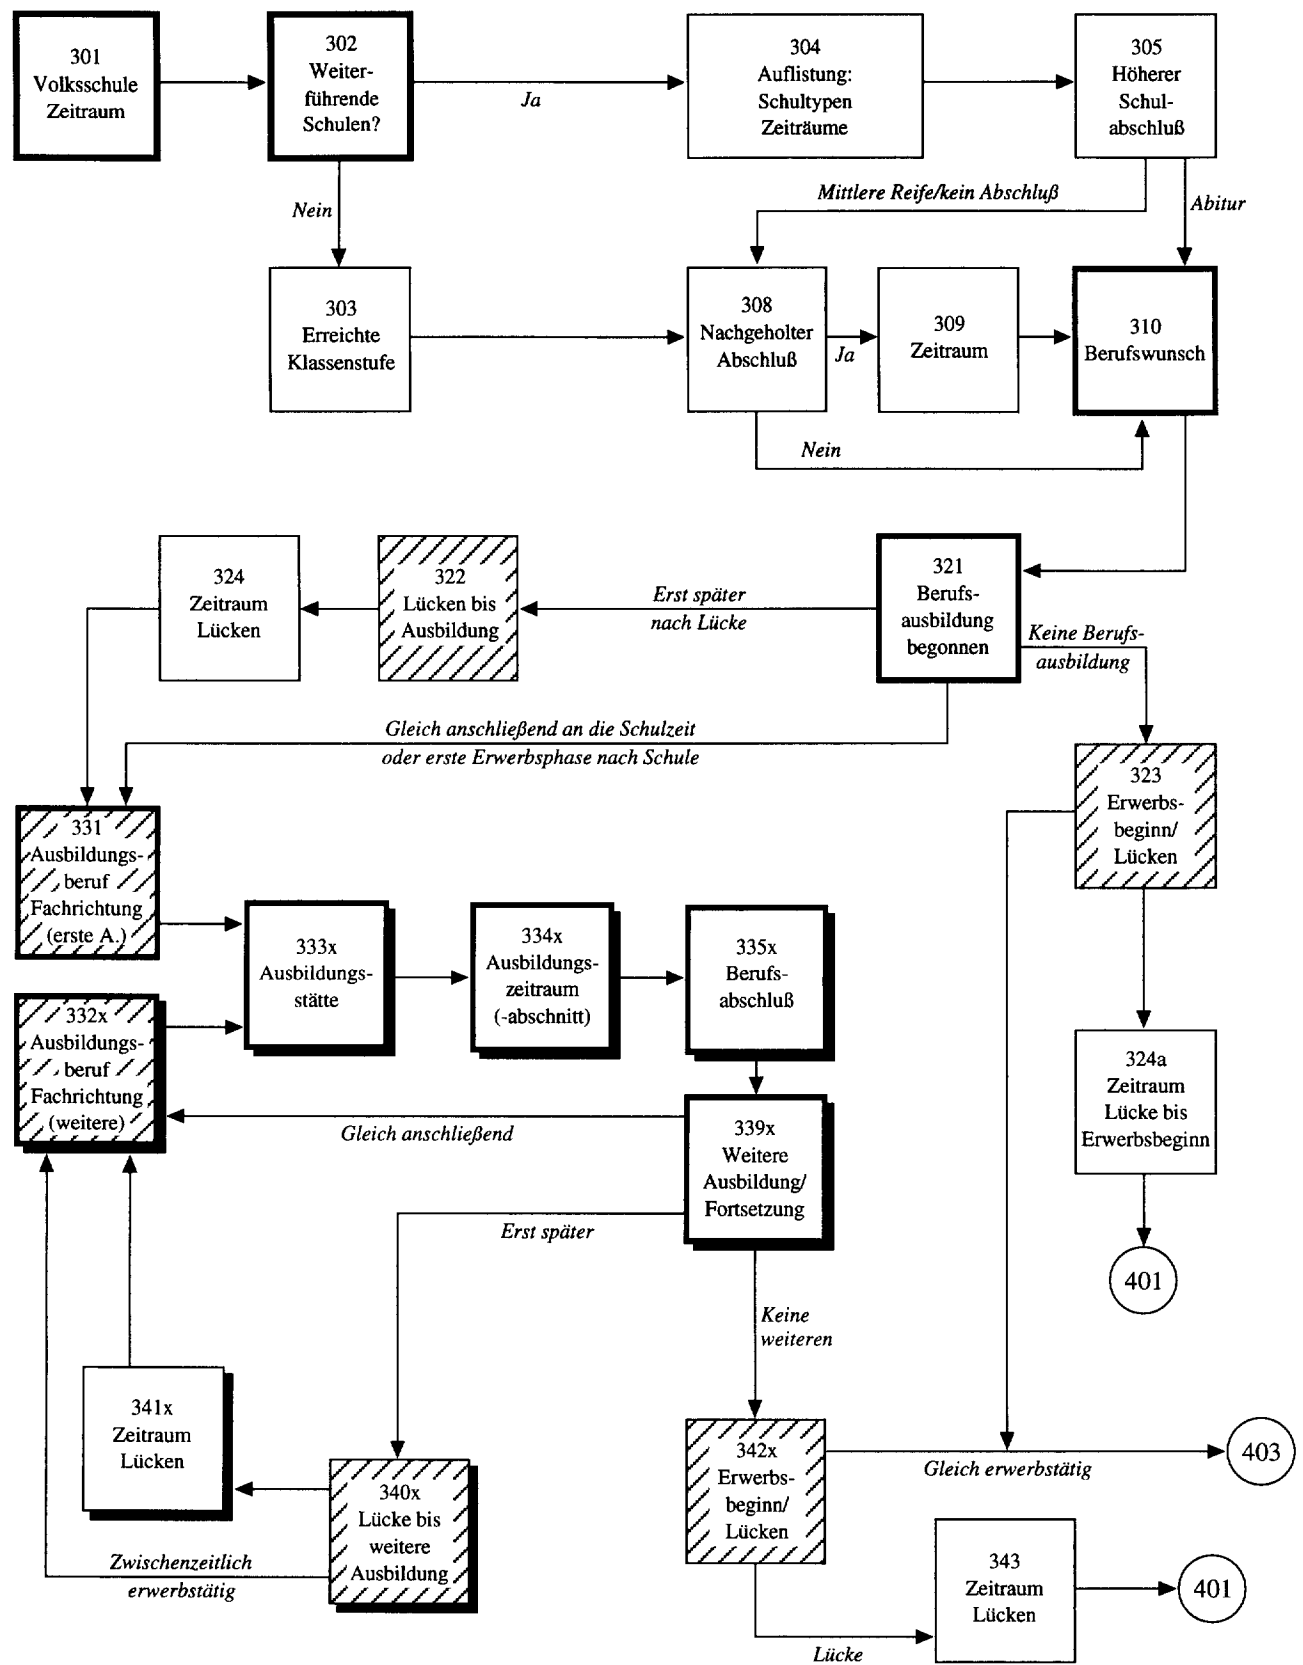 301
Volksschule
Zeitraum
302
Weiter-
führende
Schulen?
Ja
304
Auflistung:
Schultypen
Zeiträume
305
Höherer
Schul-
abschluß
Nein
Mittlere Reife/kein Abschluß
Abitur
303
Erreichte
Klassenstufe
308
Nachgeholter
Abschluß
Ja
309
Zeitraum
310
Berufswunsch
Nein
324
Zeitraum
Lücken
322
Lücken bis
Ausbildung
Erst später
nach Lücke
321
Berufs-
ausbildung
begonnen
Keine Berufs-
ausbildung
Gleich anschließend an die Schulzeit
oder erste Erwerbsphase nach Schule
323
Erwerbs-
beginn/
Lücken
331
Ausbildungs-
beruf
Fachrichtung
(erste A.)
333x
Ausbildungs-
stätte
334x
Ausbildungs-
zeitraum
(-abschnitt)
335x
Berufs-
abschluß
332x
Ausbildungs-
beruf
Fachrichtung
(weitere)
324a
Zeitraum
Lücke bis
Erwerbsbeginn
Gleich anschließend
339x
Weitere
Ausbildung/
Fortsetzung
Erst später
401
Keine
weiteren
341x
Zeitraum
Lücken
340x
Lücke bis
weitere
Ausbildung
342x
Erwerbs-
beginn/
Lücken
Gleich erwerbstätig
403
Zwischenzeitlich
erwerbstätig
343
Zeitraum
Lücken
401
Lücke